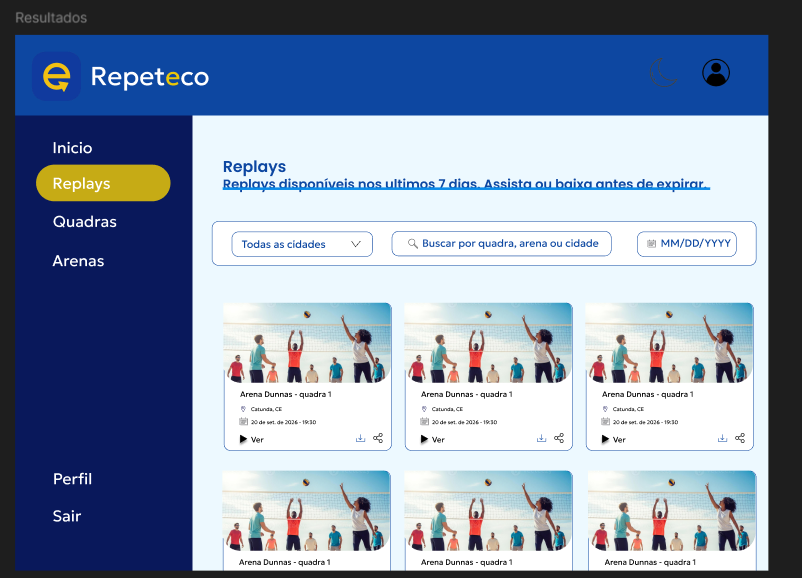 Resultados
Repeteco
Inicio
Replays
Quadras
Arenas
Perfil
Sair
Replays
Replays disponíveis nos ultimos 7 dias. Assista ou baixa antes de expirar.
Todas as cidades
Buscar por quadra, arena ou cidade
MM/DD/YYYY
Arena Dunnas - quadra 1
Catunda, CE
20 de set. de 2026 - 19:30
Ver
Arena Dunnas - quadra 1
Catunda, CE
20 de set. de 2026 - 19:30
Ver
Arena Dunnas - quadra 1
Catunda, CE
20 de set. de 2026 - 19:30
Ver
Arena Dunnas - quadra 1
Arena Dunnas - quadra 1
Arena Dunnas - quadra 1